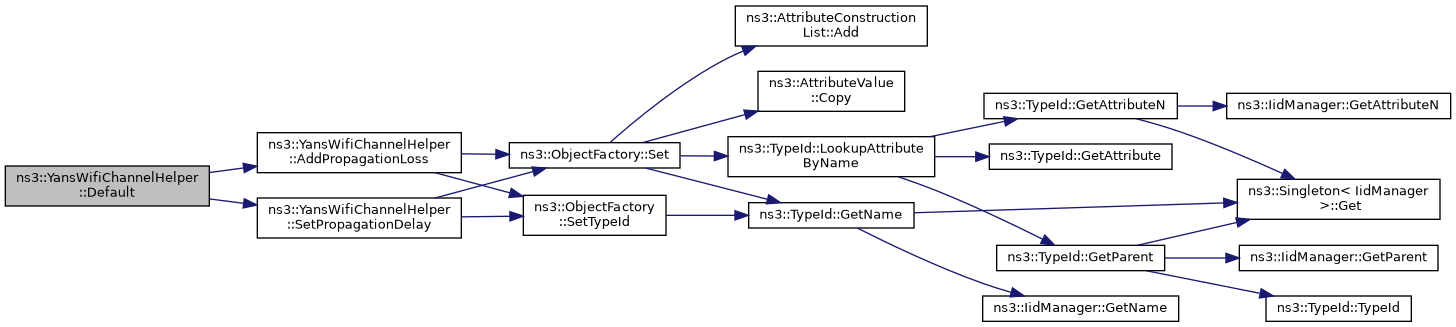 ns3::YansWifiChannelHelper
::Default
ns3::YansWifiChannelHelper
::AddPropagationLoss
ns3::YansWifiChannelHelper
::SetPropagationDelay
ns3::ObjectFactory::Set
ns3::ObjectFactory
::SetTypeId
ns3::AttributeConstruction
List::Add
ns3::AttributeValue
::Copy
ns3::TypeId::LookupAttribute
ByName
ns3::TypeId::GetName
ns3::TypeId::GetAttributeN
ns3::TypeId::GetAttribute
ns3::TypeId::GetParent
ns3::IidManager::GetName
ns3::IidManager::GetAttributeN
ns3::Singleton< IidManager
>::Get
ns3::IidManager::GetParent
ns3::TypeId::TypeId